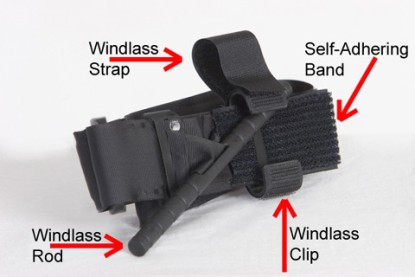 Windlass
Strap
Self-Adhering
Band
Windlass
Rod
Windlass
Clip